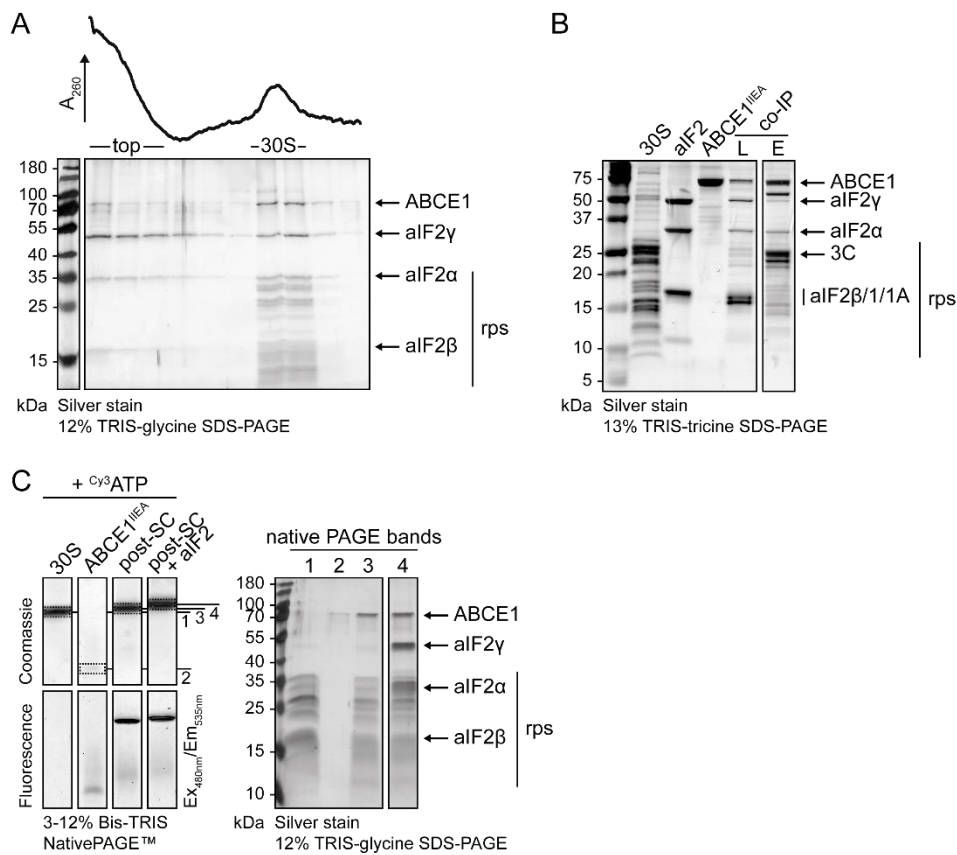 A
A260
top
-30S-
180
100
70
55
40
35
25
15
ABCE1
aIF2γ
aIF2α
aIF2β
rps
kDa Silver stain
12% TRIS-glycine SDS-PAGE
B
30S aIF2 ABCE1IIEA co-IP
L E
75
50
37
25
20
15
10
5
ABCE1
aIF2γ
aIF2α
3C
aIF2β/1/1A
rps
kDa Silver stain
13% TRIS-tricine SDS-PAGE
C
+ Cy3ATP
30S ABCE1IIEA post-SC post-SC + aIF2
Coomassie
1 3 4
2
Fluorescence
Ex480nm/Em535nm
3-12% Bis-TRIS
NativePAGE™
native PAGE bands
1 2 3 4
180
100
70
55
40
35
25
15
10
ABCE1
aIF2γ
aIF2α
aIF2β
rps
kDa Silver stain
12% TRIS-glycine SDS-PAGE